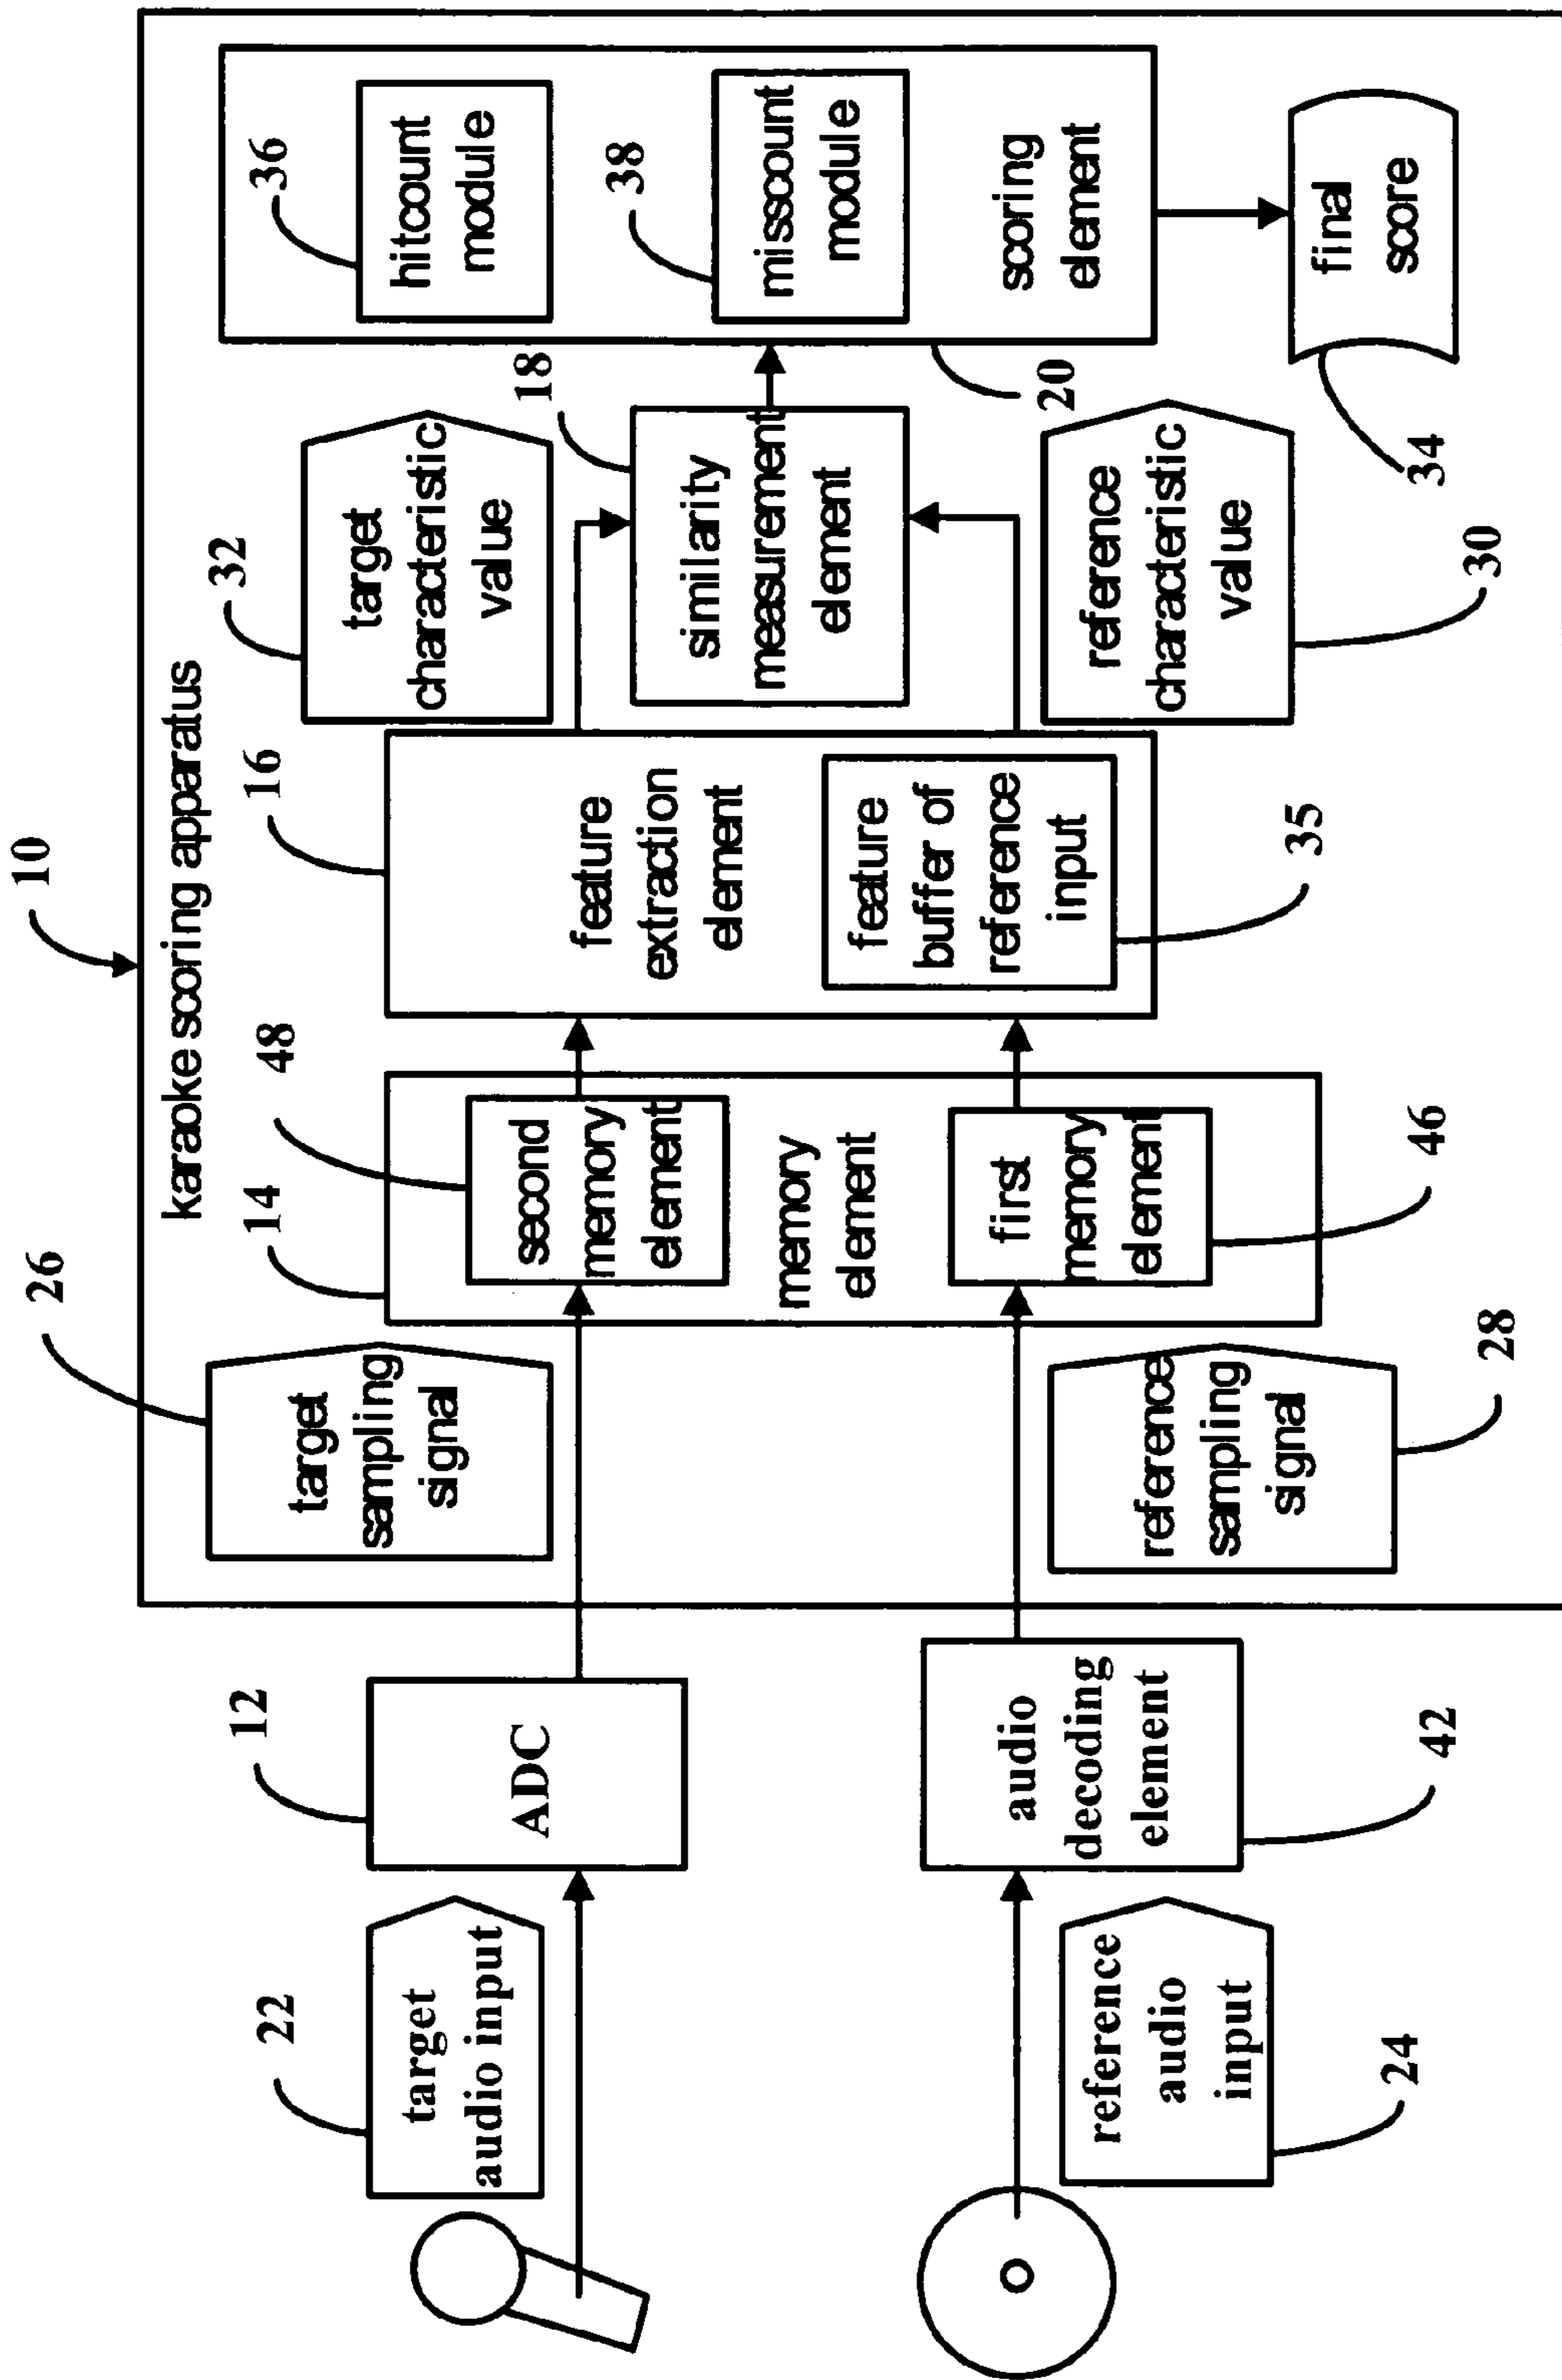 10
karaoke scoring apparatus
22
target
audio input
12
ADC
26
target
sampling
signal
14
48
second
memory
element
memory
element
first
memory
element
46
16
feature
extraction
element
feature
buffer of
reference
input
35
32
target
characteristic
value
18
similarity
measurement
element
36
hitcount
module
38
misscount
module
scoring
element
20
reference
audio
input
24
audio
decoding
element
42
reference
sampling
signal
28
reference
characteristic
value
30
final
score
34